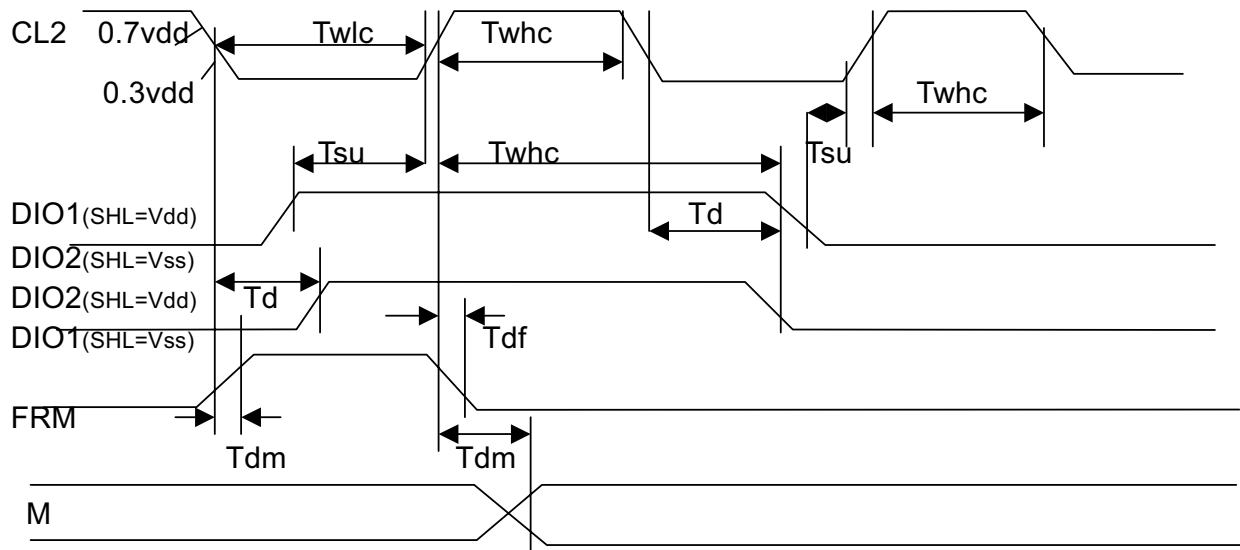 CL2 0.7vdd Twlc Twhc
0.3vdd Twhc
Tsu Twhc Tsu
DIO1(SHL=Vdd) Td
DIO2(SHL=Vss)
DIO2(SHL=Vdd) Td
DIO1(SHL=Vss) Tdf
FRM
Tdm Tdm
M